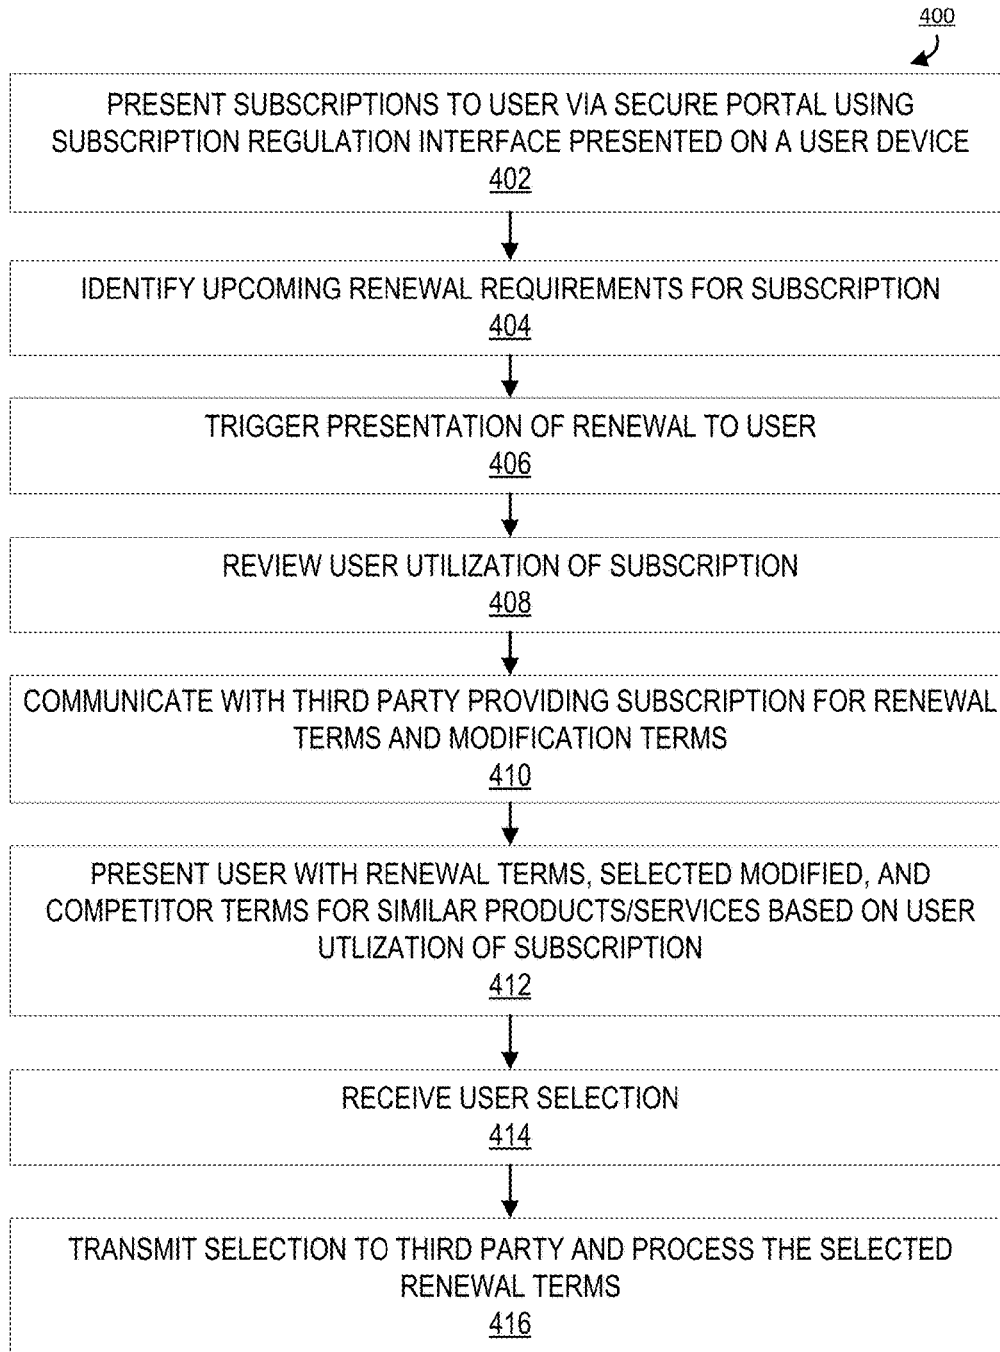 400
PRESENT SUBSCRIPTIONS TO USER VIA SECURE PORTAL USING
SUBSCRIPTION REGULATION INTERFACE PRESENTED ON A USER DEVICE
402
IDENTIFY UPCOMING RENEWAL REQUIREMENTS FOR SUBSCRIPTION
404
TRIGGER PRESENTATION OF RENEWAL TO USER
406
REVIEW USER UTILIZATION OF SUBSCRIPTION
408
COMMUNICATE WITH THIRD PARTY PROVIDING SUBSCRIPTION FOR RENEWAL
TERMS AND MODIFICATION TERMS
410
PRESENT USER WITH RENEWAL TERMS, SELECTED MODIFIED, AND
COMPETITOR TERMS FOR SIMILAR PRODUCTS/SERVICES BASED ON USER
UTLIZATION OF SUBSCRIPTION
412
RECEIVE USER SELECTION
414
TRANSMIT SELECTION TO THIRD PARTY AND PROCESS THE SELECTED
RENEWAL TERMS
416